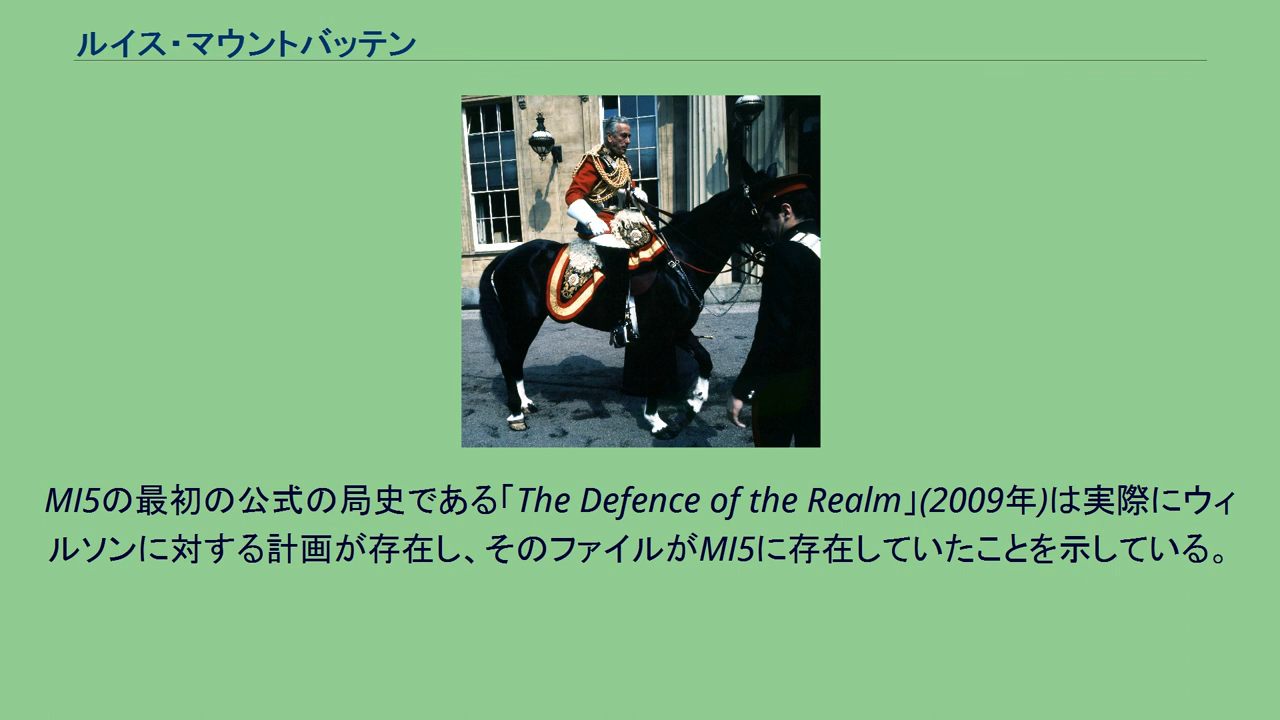 ルイス・マウントバッテン
MI5の最初の公式の局史である「The Defence of the Realm」(2009年)は実際にウィ
ルソンに対する計画が存在し、そのファイルがMI5に存在していたことを示している。